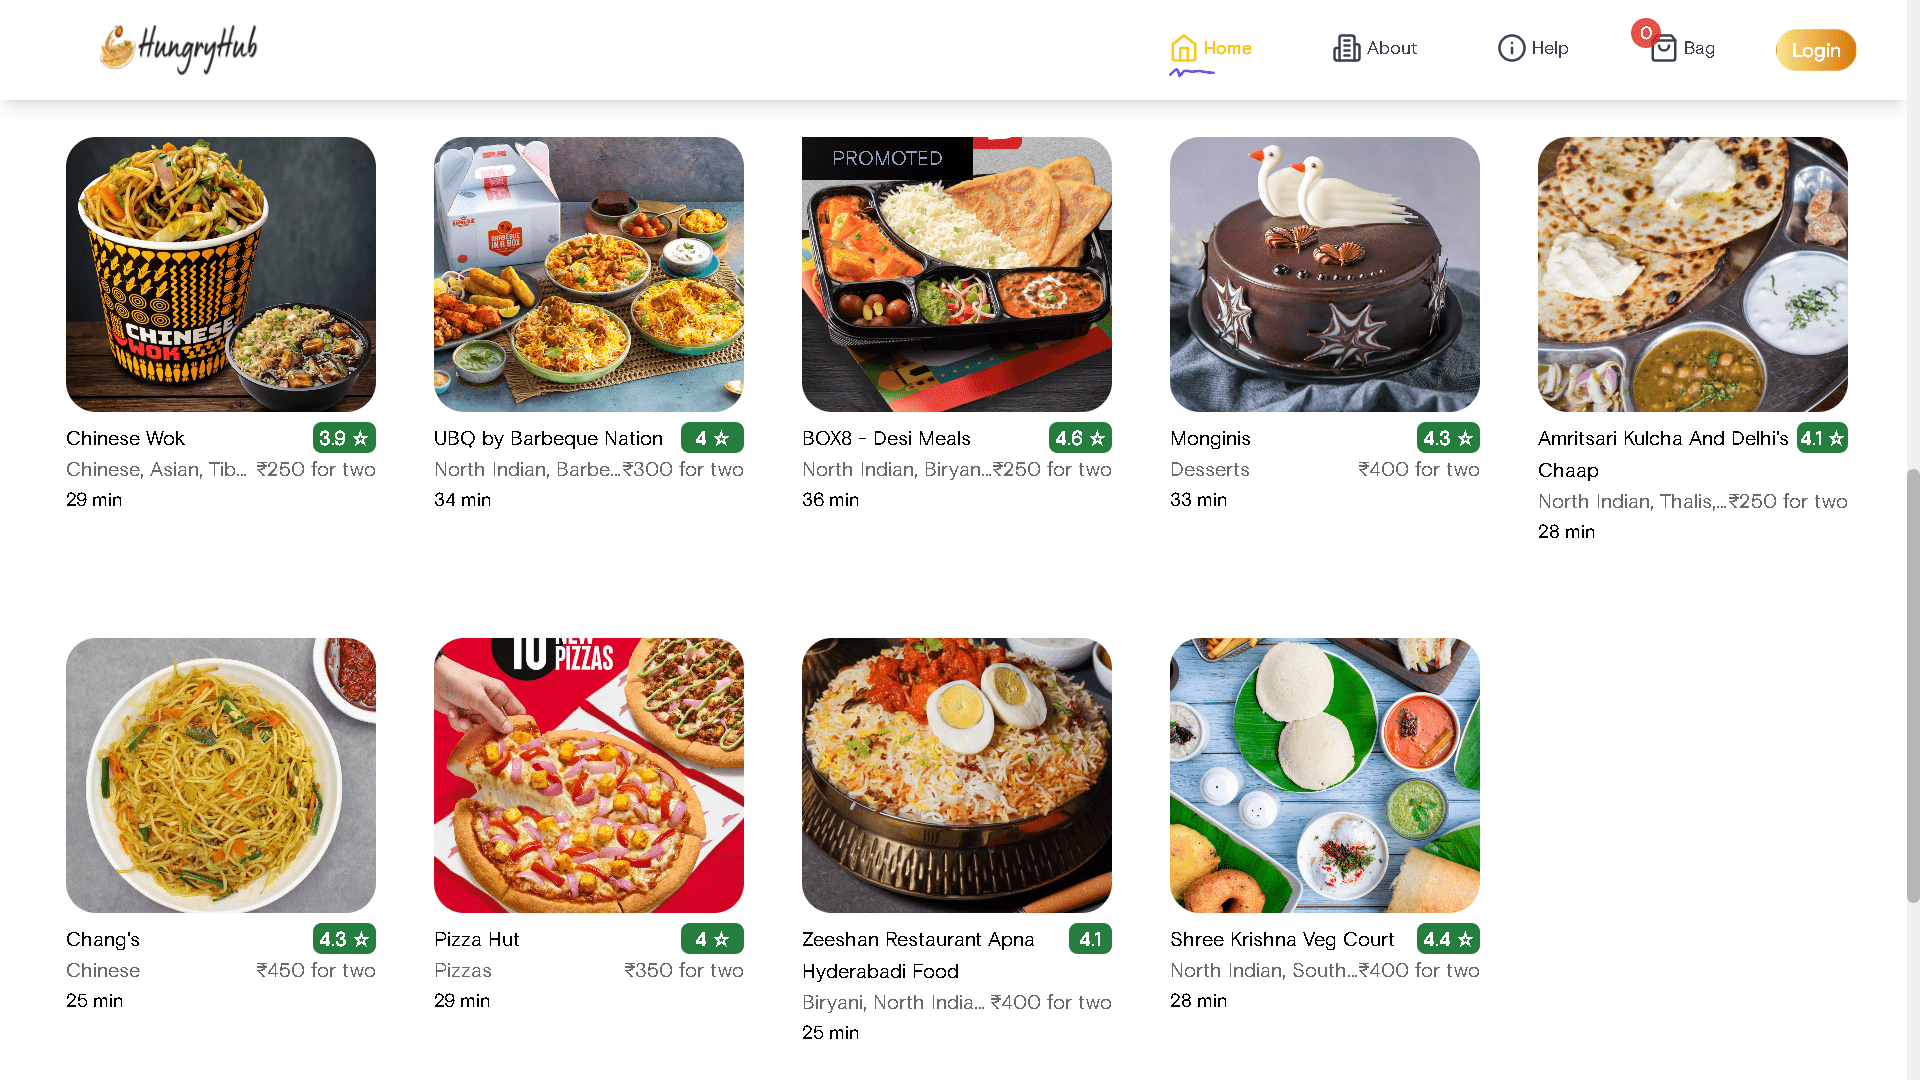 HungryHub
Home
About
Help
0
Bag
Login
CHINESE
WOK
BARBEQUE
IN A BOX
PROMOTED
Chinese Wok 3.9 ☆
Chinese, Asian, Tib... ₹250 for two
29 min
UBQ by Barbeque Nation 4 ☆
North Indian, Barbe...₹300 for two
34 min
BOX8 - Desi Meals 4.6 ☆
North Indian, Biryan...₹250 for two
36 min
Monginis 4.3 ☆
Desserts ₹400 for two
33 min
Amritsari Kulcha And Delhi's 4.1 ☆
Chaap
North Indian, Thalis,...₹250 for two
28 min
10 NEW
PIZZAS
Chang's 4.3 ☆
Chinese ₹450 for two
25 min
Pizza Hut 4 ☆
Pizzas ₹350 for two
29 min
Zeeshan Restaurant Apna 4.1
Hyderabadi Food
Biryani, North India... ₹400 for two
25 min
Shree Krishna Veg Court 4.4 ☆
North Indian, South...₹400 for two
28 min